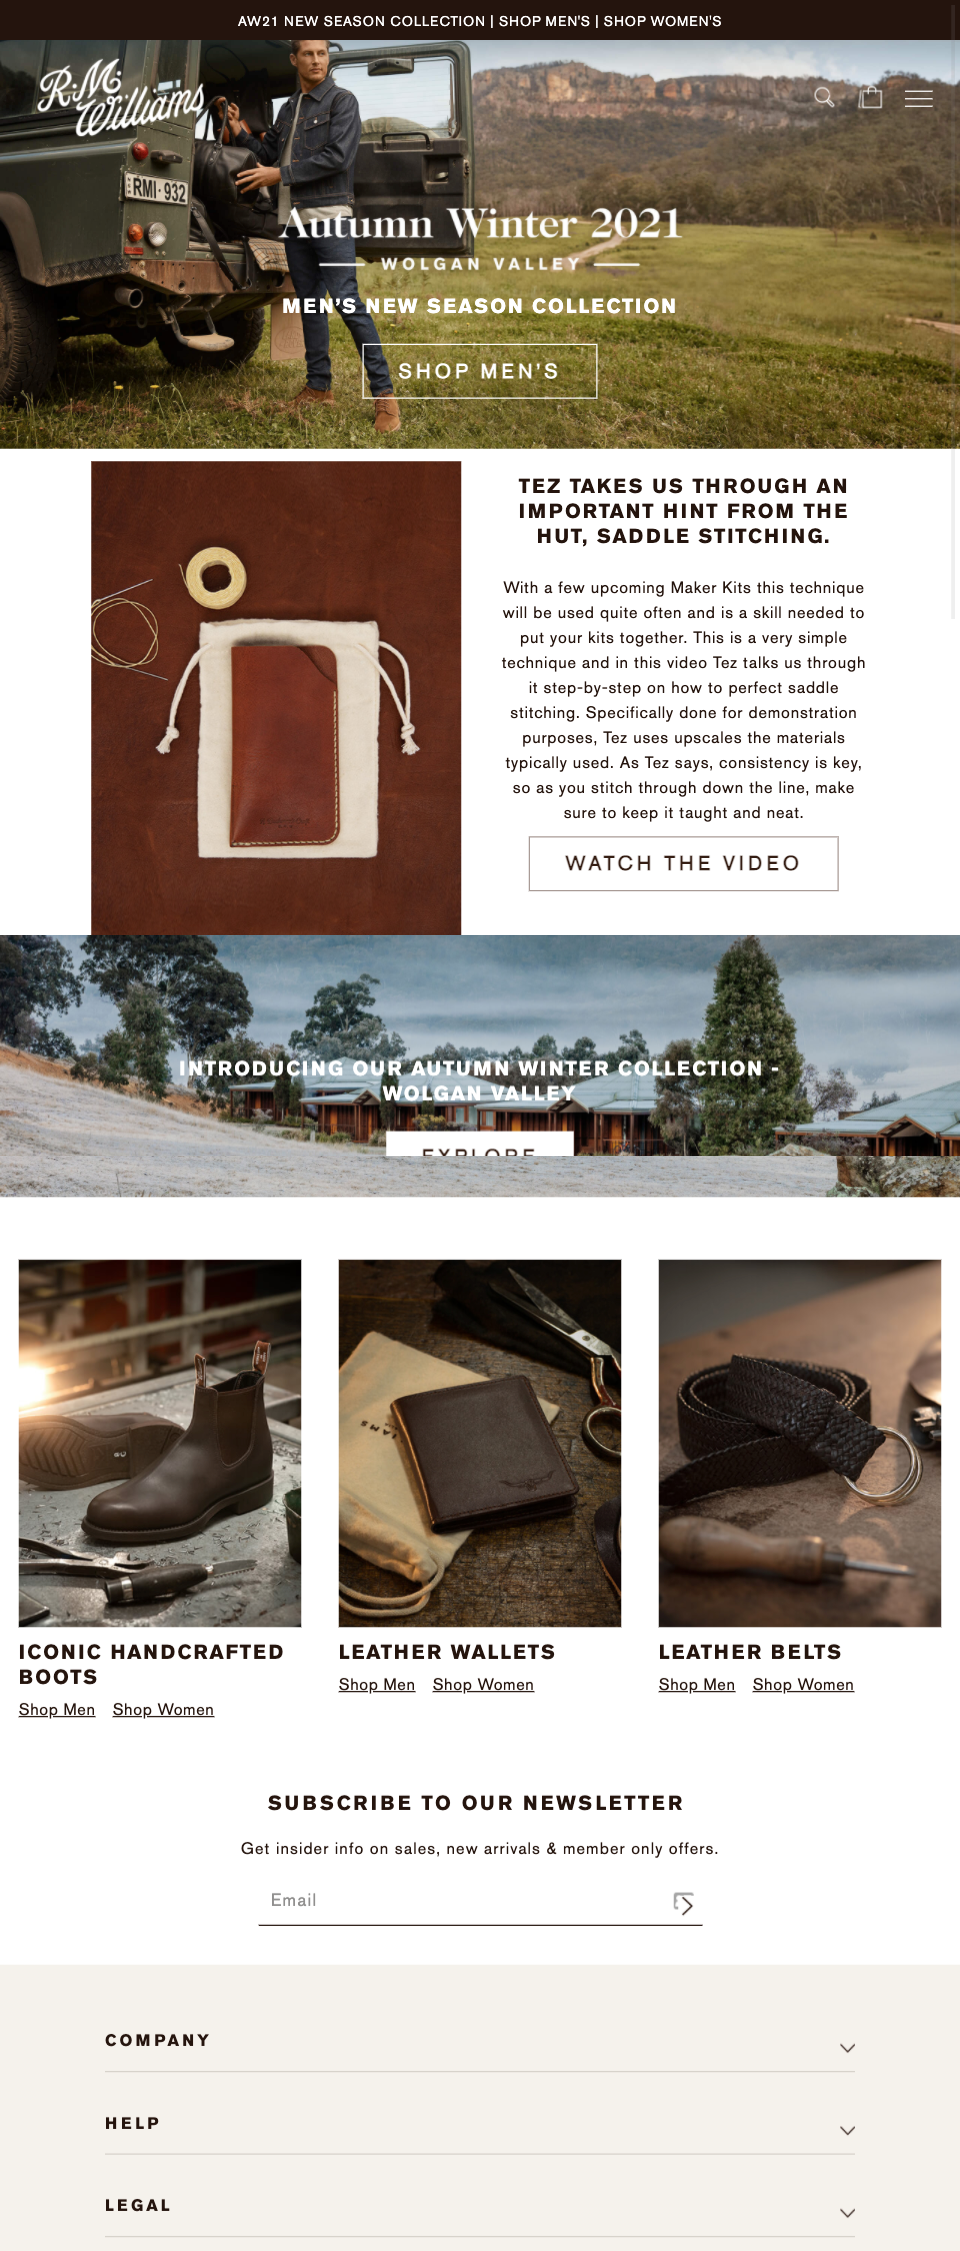 AW21 NEW SEASON COLLECTION | SHOP MEN'S | SHOP WOMEN'S
R.M. Williams
RMI·932
Autumn Winter 2021
WOLGAN VALLEY
MEN'S NEW SEASON COLLECTION
SHOP MEN'S
TEZ TAKES US THROUGH AN
IMPORTANT HINT FROM THE
HUT, SADDLE STITCHING.
With a few upcoming Maker Kits this technique
will be used quite often and is a skill needed to
put your kits together. This is a very simple
technique and in this video Tez talks us through
it step-by-step on how to perfect saddle
stitching. Specifically done for demonstration
purposes, Tez uses upscales the materials
typically used. As Tez says, consistency is key,
so as you stitch through down the line, make
sure to keep it taught and neat.
WATCH THE VIDEO
INTRODUCING OUR AUTUMN WINTER COLLECTION -
WOLGAN VALLEY
EXPLORE
ICONIC HANDCRAFTED
BOOTS
Shop Men Shop Women
LEATHER WALLETS
Shop Men Shop Women
LEATHER BELTS
Shop Men Shop Women
SUBSCRIBE TO OUR NEWSLETTER
Get insider info on sales, new arrivals & member only offers.
Email
COMPANY
HELP
LEGAL